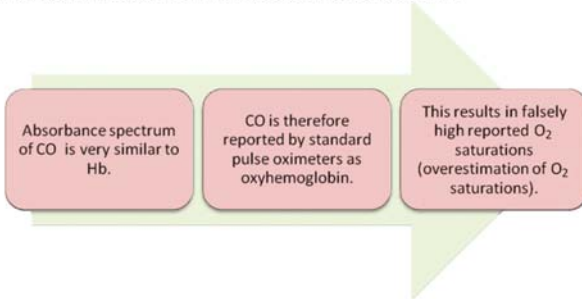 Absorbance spectrum
of CO is very similar to
Hb.
CO is therefore
reported by standard
pulse oximeters as
oxyhemoglobin.
This results in falsely
high reported O₂
saturations
(overestimation of O₂
saturations).